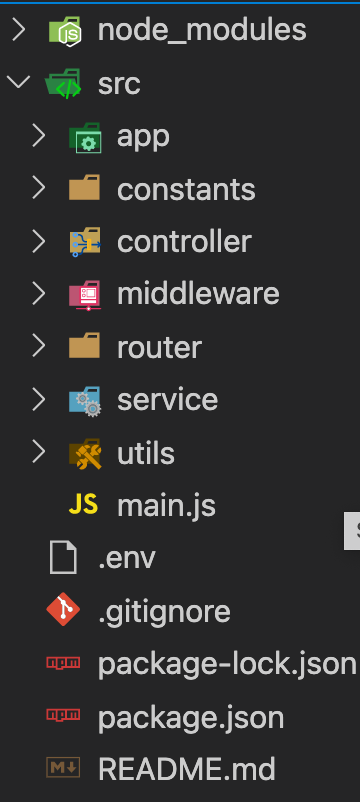 node_modules
src
app
constants
controller
middleware
router
service
utils
JS main.js
.env
.gitignore
package-lock.json
package.json
README.md